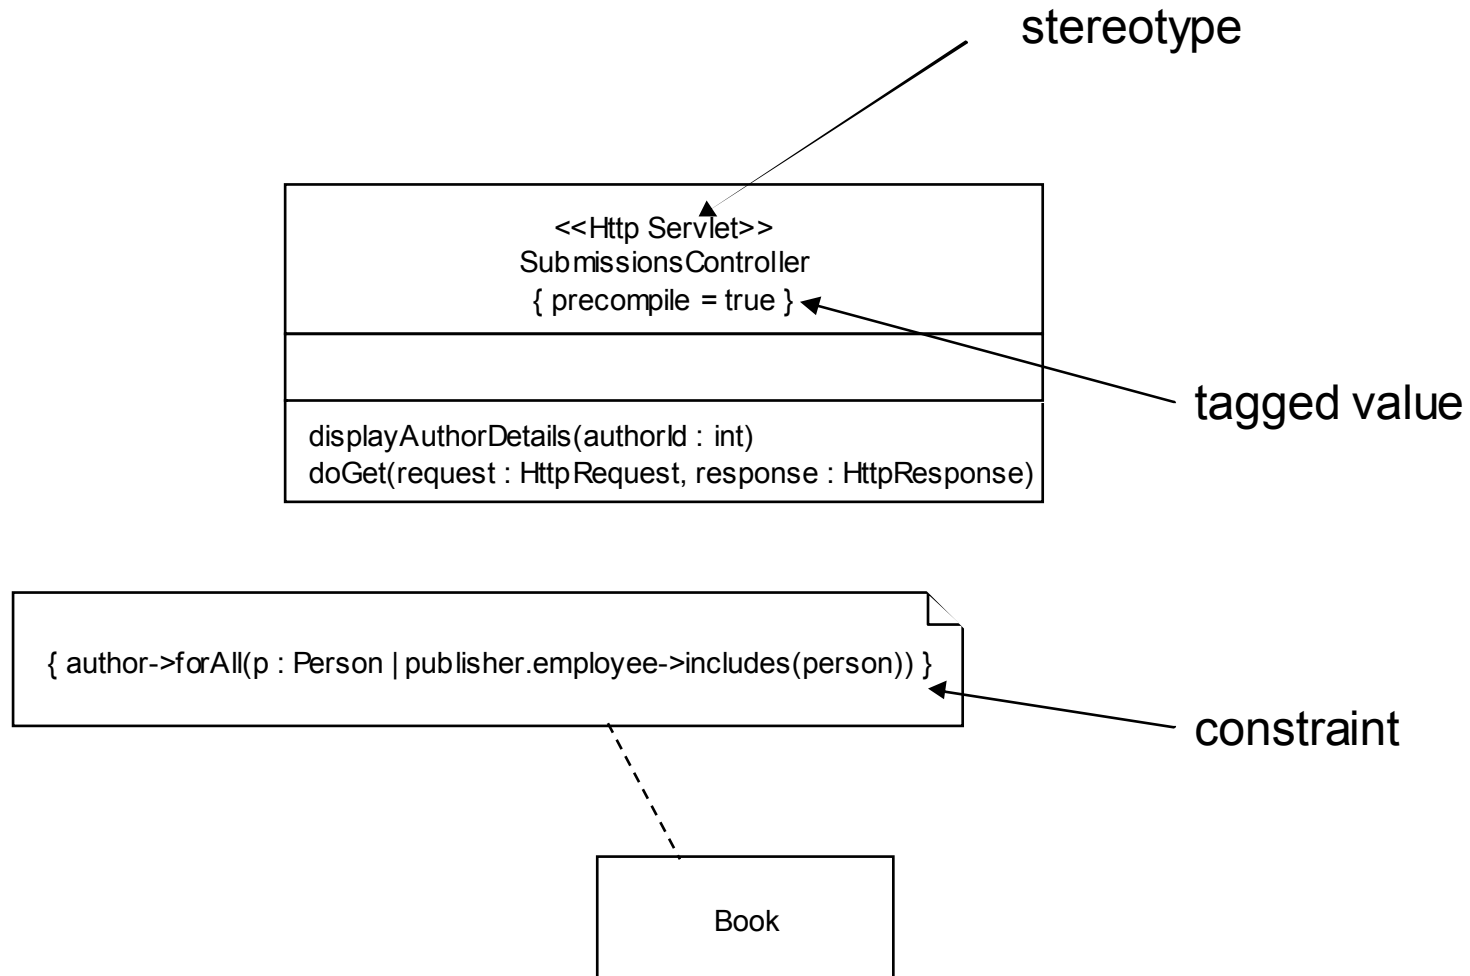 stereotype
<<Http Servlet>>
SubmissionsController
{ precompile = true }
tagged value
displayAuthorDetails(authorId : int)
doGet(request : HttpRequest, response : HttpResponse)
{ author->forAll(p : Person | publisher.employee->includes(person)) }
constraint
Book